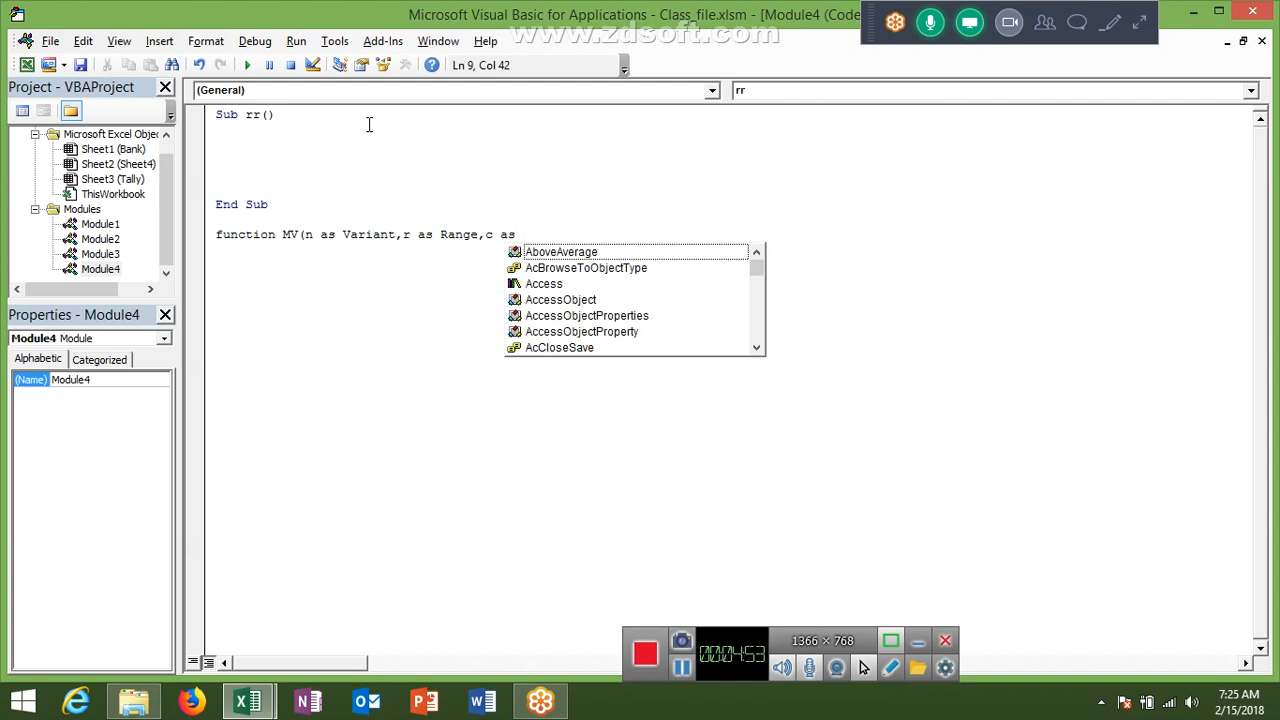 Microsoft Visual Basic for Applications - Class_file.xlsm - [Module4 (Code
www.zdsoft.com
File Edit View Insert Format Debug Run Tools Add-Ins Window Help
Ln 9, Col 42
Project - VBAProject
(General)
rr
Microsoft Excel Objec
Sheet1 (Bank)
Sheet2 (Sheet4)
Sheet3 (Tally)
ThisWorkbook
Modules
Module1
Module2
Module3
Module4
Sub rr()
End Sub
function MV(n as Variant,r as Range,c as
AboveAverage
AcBrowseToObjectType
Access
AccessObject
AccessObjectProperties
AccessObjectProperty
AcCloseSave
Properties - Module4
Module4 Module
Alphabetic Categorized
(Name) Module4
00:04:53
1366 × 768
7:25 AM
2/15/2018